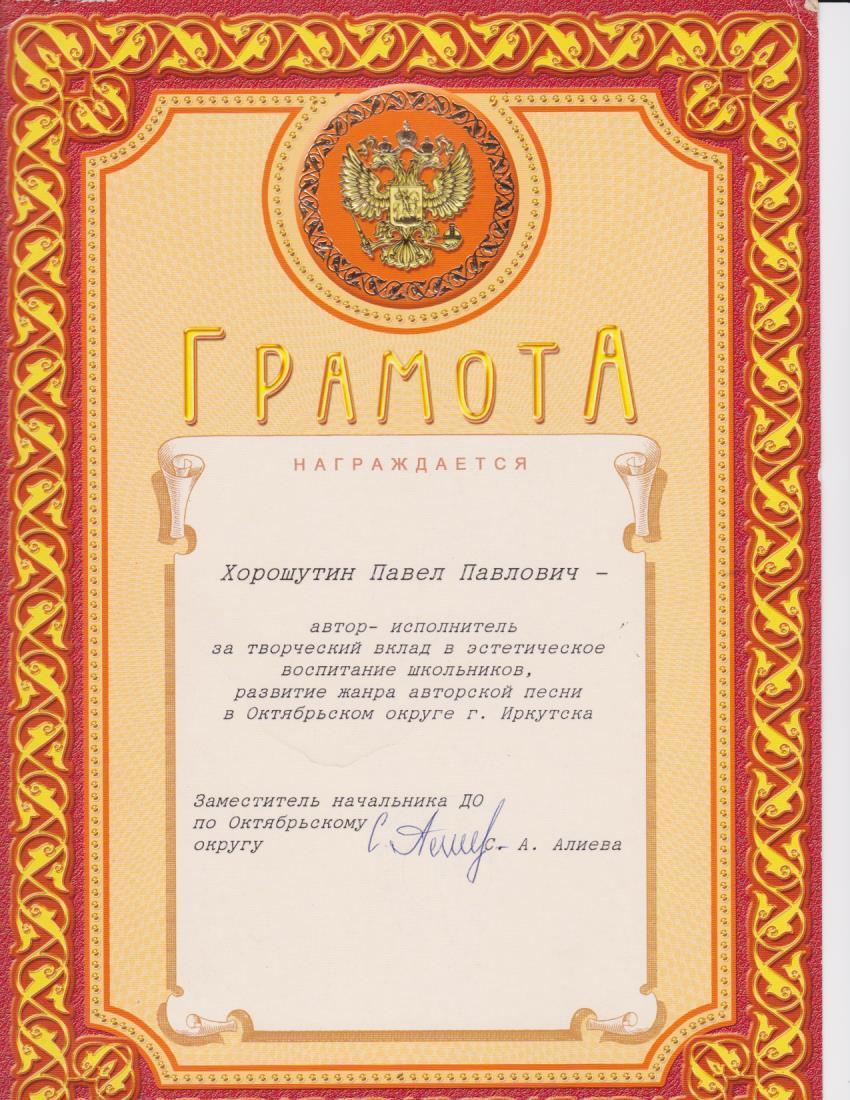 ГРАМОТА
НАГРАЖДАЕТСЯ
Хорошутин Павел Павлович –
автор- исполнитель
за творческий вклад в эстетическое
воспитание школьников,
развитие жанра авторской песни
в Октябрьском округе г. Иркутска
Заместитель начальника ДО
по Октябрьскому
округу С. А. Алиева